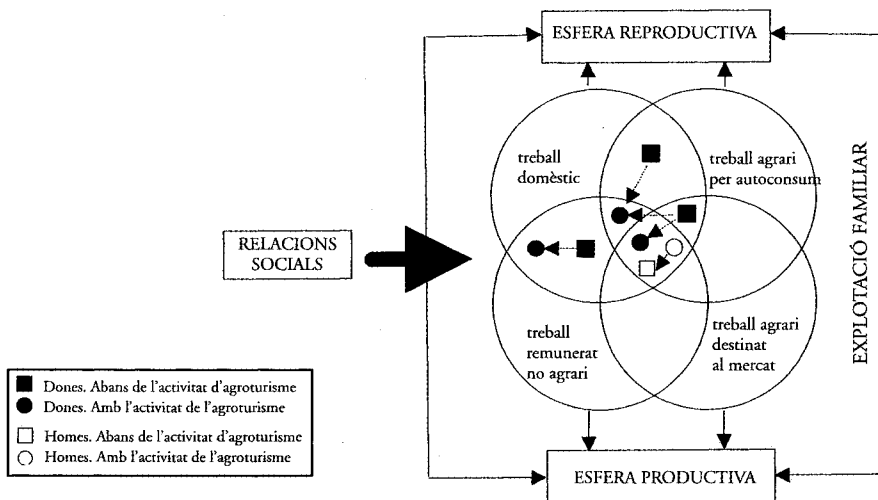 ESFERA REPRODUCTIVA
treball
domèstic
treball agrari
per autoconsum
RELACIONS
SOCIALS
EXPLOTACIÓ FAMILIAR
treball
remunerat
no agrari
treball agrari
destinat
al mercat
Dones. Abans de l'activitat d'agroturisme
Dones. Amb l'activitat de l'agroturisme
Homes. Abans de l'activitat d'agroturisme
Homes. Amb l'activitat de l'agroturisme
ESFERA PRODUCTIVA